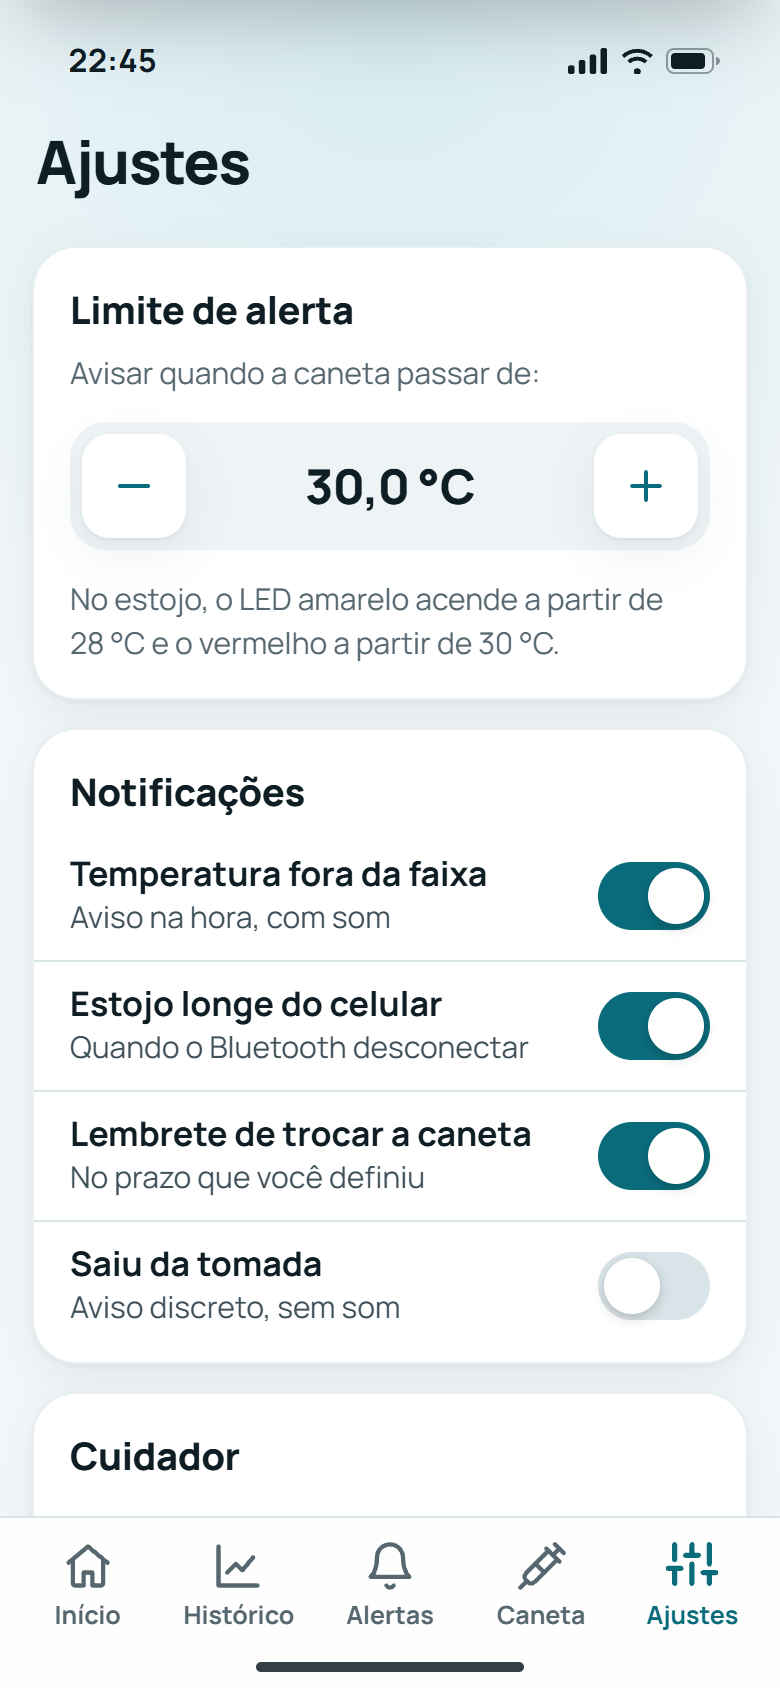 22:45
Ajustes
Limite de alerta
Avisar quando a caneta passar de:
30,0 °C
No estojo, o LED amarelo acende a partir de
28 °C e o vermelho a partir de 30 °C.
Notificações
Temperatura fora da faixa
Aviso na hora, com som
Estojo longe do celular
Quando o Bluetooth desconectar
Lembrete de trocar a caneta
No prazo que você definiu
Saiu da tomada
Aviso discreto, sem som
Cuidador
Início
Histórico
Alertas
Caneta
Ajustes